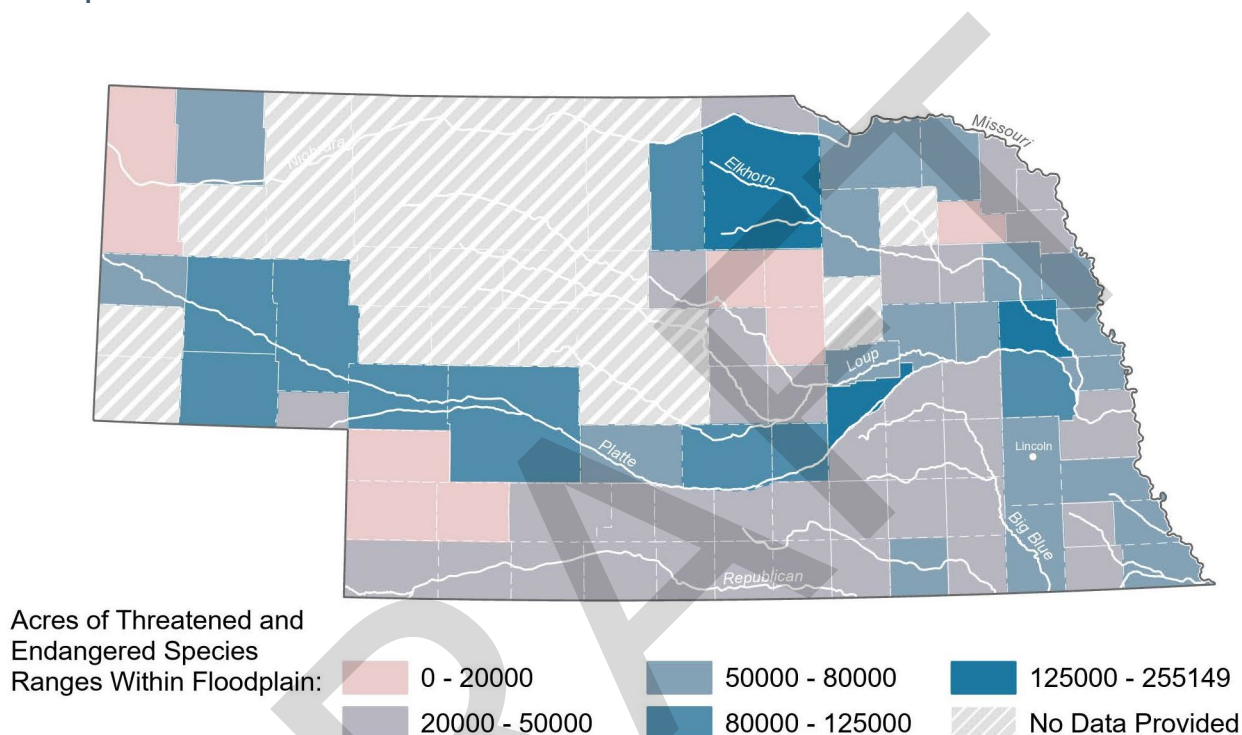 Missouri
Niobrara
Elkhorn
Loup
Platte
Lincoln
Big Blue
Republican
Acres of Threatened and
Endangered Species
Ranges Within Floodplain:
0 - 20000
20000 - 50000
50000 - 80000
80000 - 125000
125000 - 255149
No Data Provided
DRAFT